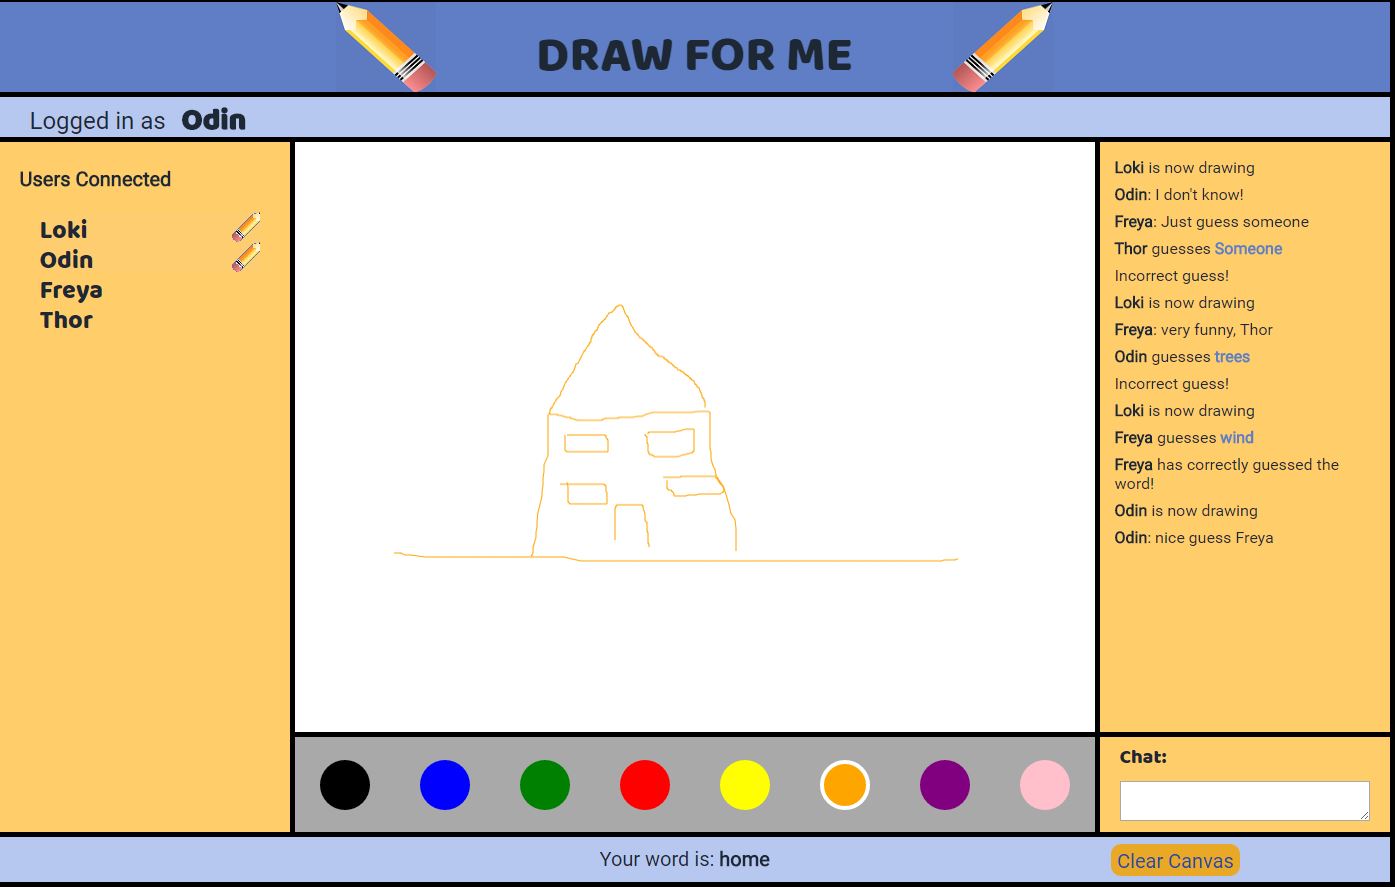 DRAW FOR ME
Logged in as Odin
Users Connected
Loki
Odin
Freya
Thor
Loki is now drawing
Odin: I don't know!
Freya: Just guess someone
Thor guesses Someone
Incorrect guess!
Loki is now drawing
Freya: very funny, Thor
Odin guesses trees
Incorrect guess!
Loki is now drawing
Freya guesses wind
Freya has correctly guessed the
word!
Odin is now drawing
Odin: nice guess Freya
Chat:
Your word is: home
Clear Canvas